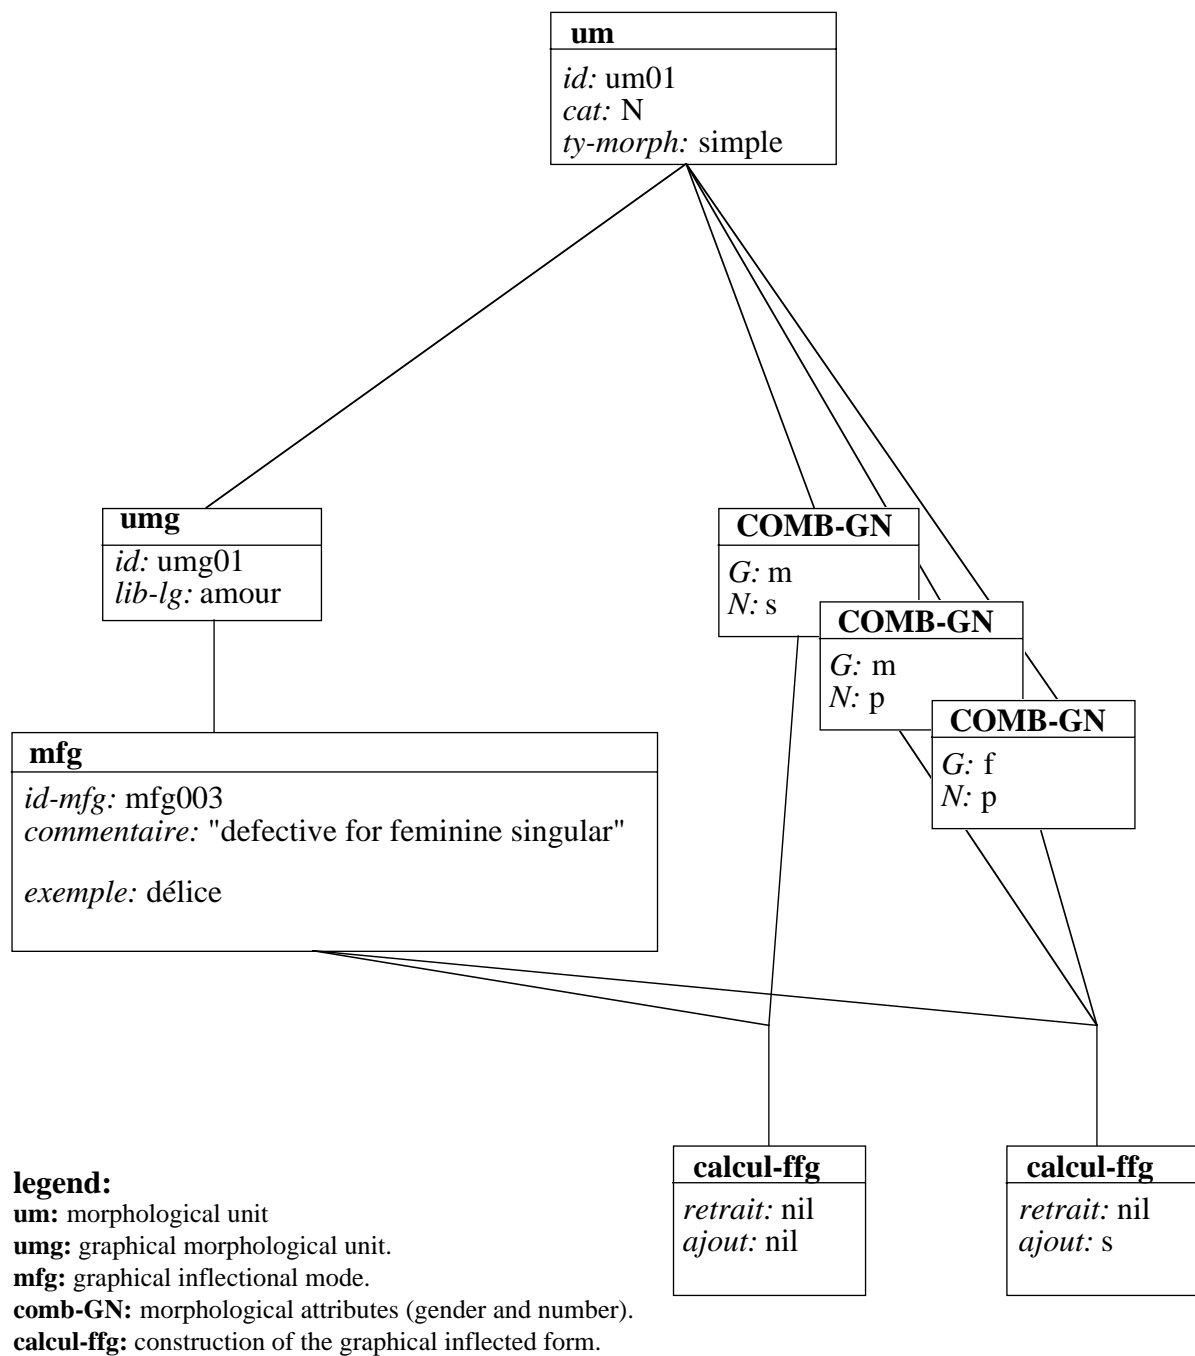 um
id: um01
cat: N
ty-morph: simple
umg
id: umg01
lib-lg: amour
COMB-GN
G: m
N: s
COMB-GN
G: m
N: p
COMB-GN
G: f
N: p
mfg
id-mfg: mfg003
commentaire: "defective for feminine singular"
exemple: délice
calcul-ffg
retrait: nil
ajout: nil
calcul-ffg
retrait: nil
ajout: s
legend:
um: morphological unit
umg: graphical morphological unit.
mfg: graphical inflectional mode.
comb-GN: morphological attributes (gender and number).
calcul-ffg: construction of the graphical inflected form.